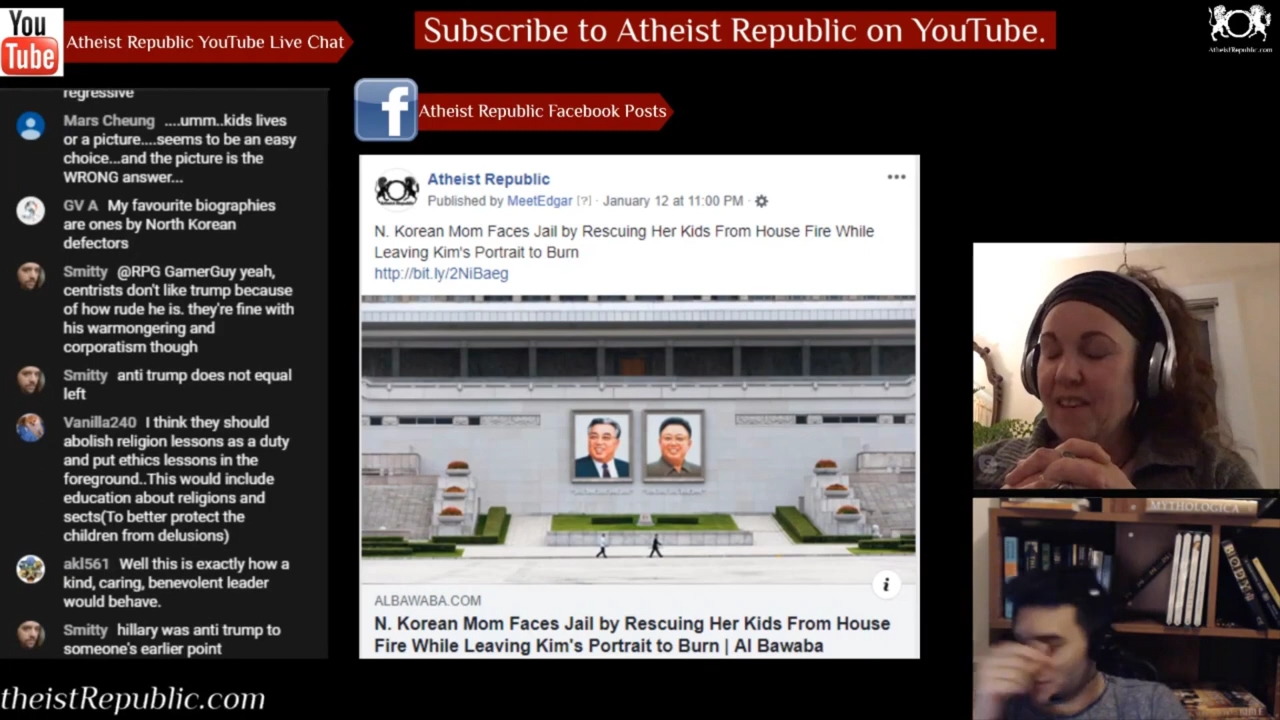 You
Tube
Atheist Republic YouTube Live Chat
Subscribe to Atheist Republic on YouTube.
AtheistRepublic.com
Atheist Republic Facebook Posts
regressive
Mars Cheung ....umm..kids lives
or a picture....seems to be an easy
choice...and the picture is the
WRONG answer...
GV A My favourite biographies
are ones by North Korean
defectors
Smitty @RPG GamerGuy yeah,
centrists don't like trump because
of how rude he is. they're fine with
his warmongering and
corporatism though
Smitty anti trump does not equal
left
Vanilla240 I think they should
abolish religion lessons as a duty
and put ethics lessons in the
foreground..This would include
education about religions and
sects(To better protect the
children from delusions)
akl561 Well this is exactly how a
kind, caring, benevolent leader
would behave.
Smitty hillary was anti trump to
someone's earlier point
Atheist Republic
Published by MeetEdgar [?] · January 12 at 11:00 PM ·
N. Korean Mom Faces Jail by Rescuing Her Kids From House Fire While
Leaving Kim's Portrait to Burn
http://bit.ly/2NiBaeg
i
ALBAWABA.COM
N. Korean Mom Faces Jail by Rescuing Her Kids From House
Fire While Leaving Kim's Portrait to Burn | Al Bawaba
MYTHOLOGICA
theistRepublic.com